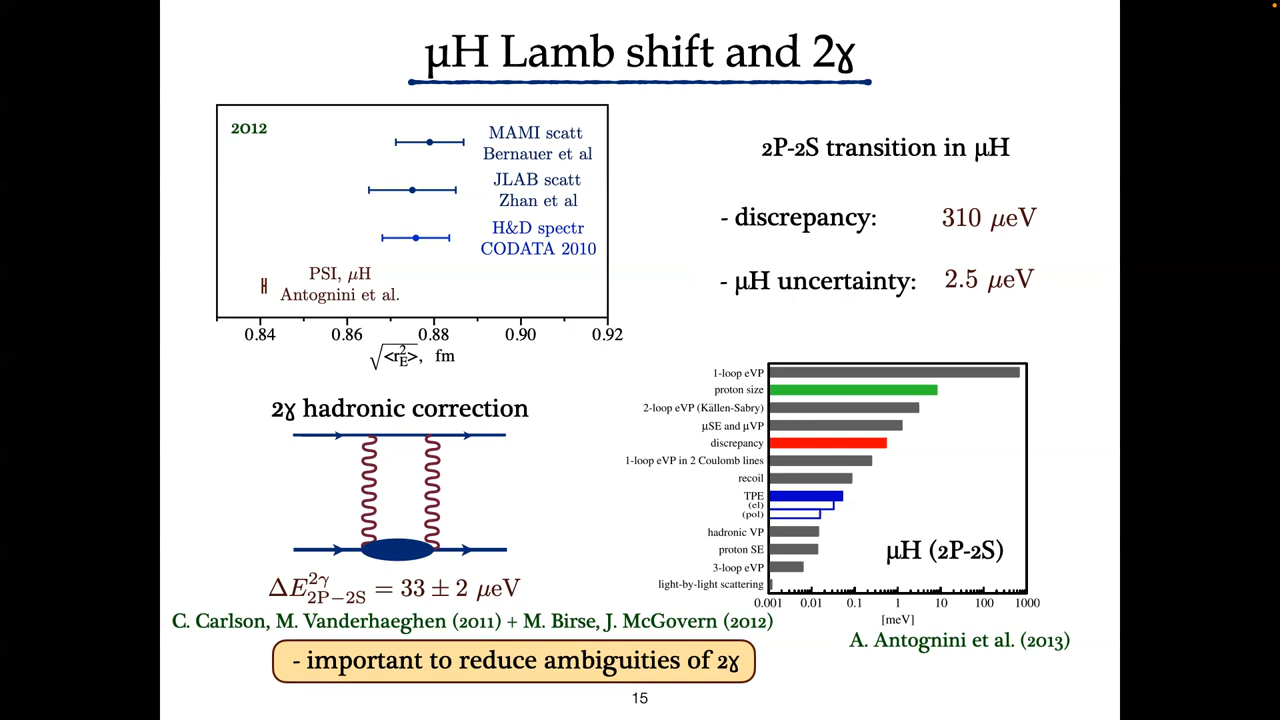 μH Lamb shift and 2ɣ
2012
MAMI scatt
Bernauer et al
JLAB scatt
Zhan et al
H&D spectr
CODATA 2010
PSI, μH
Antognini et al.
0.84 0.86 0.88 0.90 0.92
√<r²_E>, fm
2P-2S transition in μH
- discrepancy: 310 μeV
- μH uncertainty: 2.5 μeV
2ɣ hadronic correction
ΔE^{2γ}_{2P−2S} = 33 ± 2 μeV
C. Carlson, M. Vanderhaeghen (2011) + M. Birse, J. McGovern (2012)
- important to reduce ambiguities of 2ɣ
1-loop eVP
proton size
2-loop eVP (Källen-Sabry)
μSE and μVP
discrepancy
1-loop eVP in 2 Coulomb lines
recoil
TPE
(el)
(pol)
hadronic VP
proton SE
3-loop eVP
light-by-light scattering
μH (2P-2S)
0.001 0.01 0.1 1 10 100 1000
[meV]
A. Antognini et al. (2013)
15